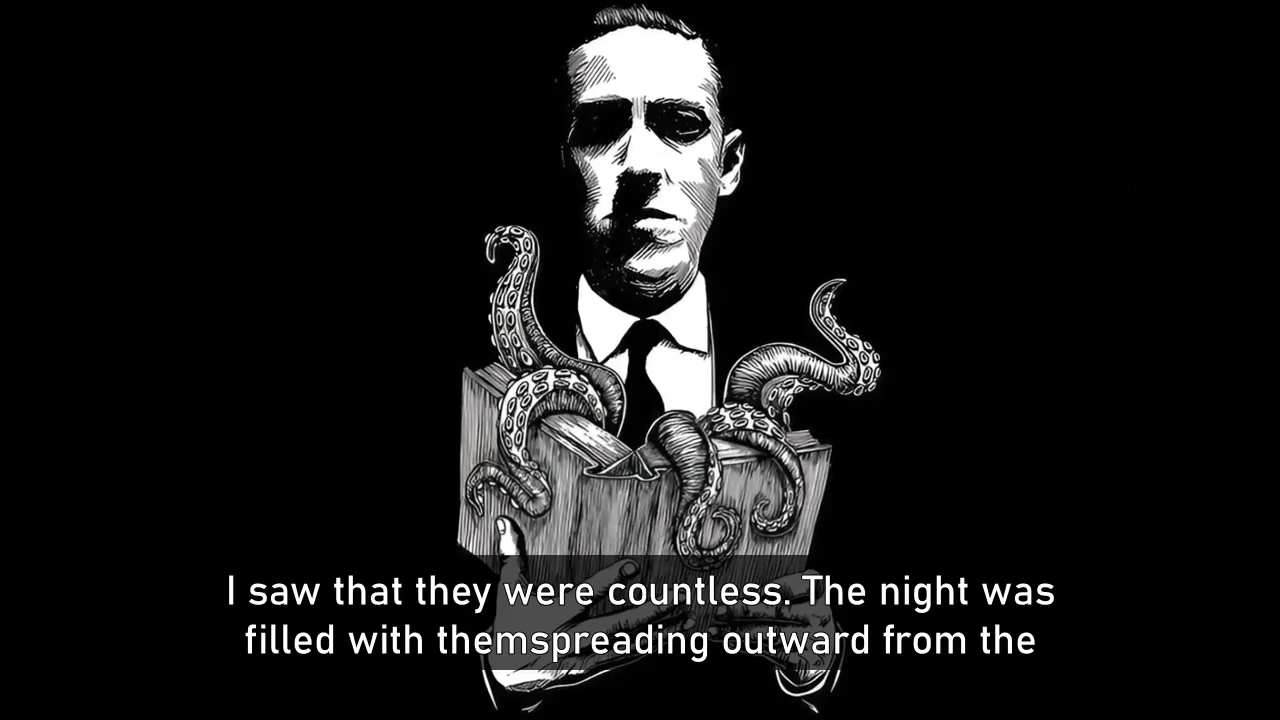 I saw that they were countless. The night was
filled with themspreading outward from the